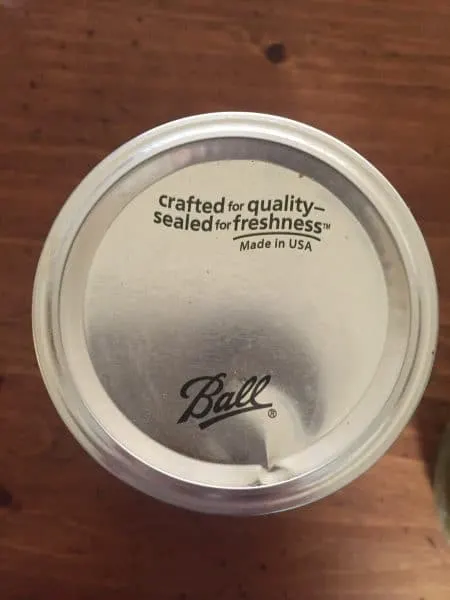 crafted for quality–
sealed for freshness™
Made in USA
Ball®